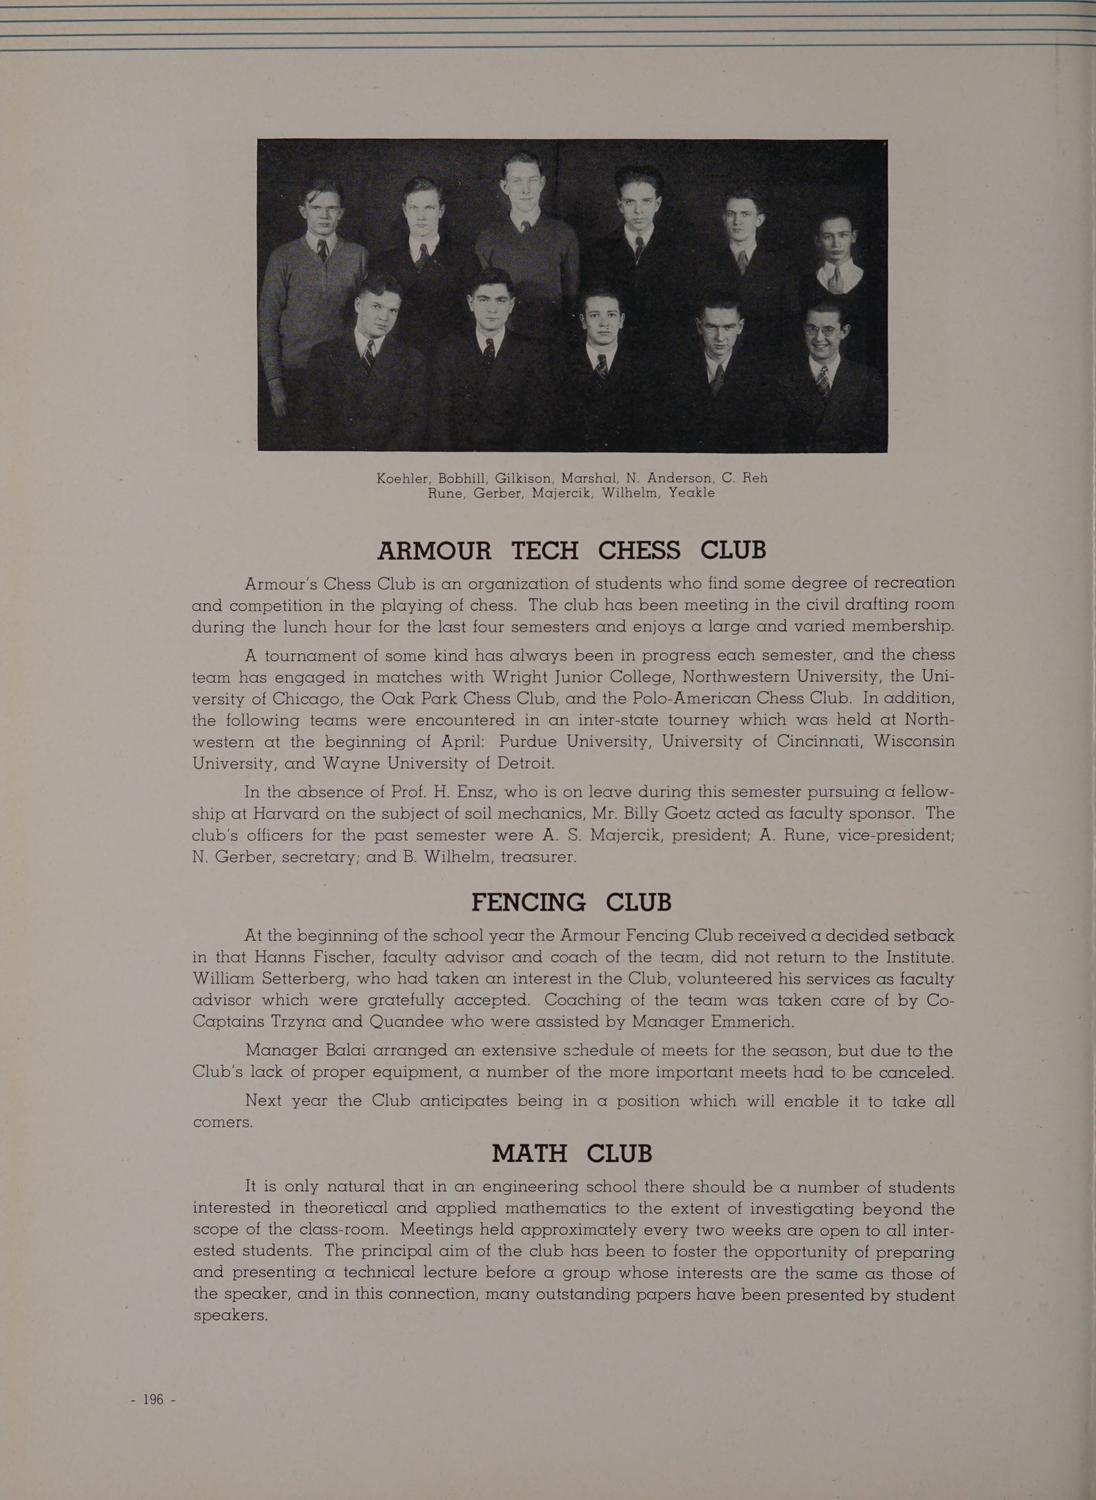 Koehler, Bobhill, Gilkison, Marshal, N. Anderson, C. Reh
Rune, Gerber, Majercik, Wilhelm, Yeakle
ARMOUR TECH CHESS CLUB
Armour's Chess Club is an organization of students who find some degree of recreation
and competition in the playing of chess. The club has been meeting in the civil drafting room
during the lunch hour for the last four semesters and enjoys a large and varied membership.
A tournament of some kind has always been in progress each semester, and the chess
team has engaged in matches with Wright Junior College, Northwestern University, the Uni-
versity of Chicago, the Oak Park Chess Club, and the Polo-American Chess Club. In addition,
the following teams were encountered in an inter-state tourney which was held at North-
western at the beginning of April: Purdue University, University of Cincinnati, Wisconsin
University, and Wayne University of Detroit.
In the absence of Prof. H. Ensz, who is on leave during this semester pursuing a fellow-
ship at Harvard on the subject of soil mechanics, Mr. Billy Goetz acted as faculty sponsor. The
club's officers for the past semester were A. S. Majercik, president; A. Rune, vice-president;
N. Gerber, secretary; and B. Wilhelm, treasurer.
FENCING CLUB
At the beginning of the school year the Armour Fencing Club received a decided setback
in that Hanns Fischer, faculty advisor and coach of the team, did not return to the Institute.
William Setterberg, who had taken an interest in the Club, volunteered his services as faculty
advisor which were gratefully accepted. Coaching of the team was taken care of by Co-
Captains Trzyna and Quandee who were assisted by Manager Emmerich.
Manager Balai arranged an extensive schedule of meets for the season, but due to the
Club's lack of proper equipment, a number of the more important meets had to be canceled.
Next year the Club anticipates being in a position which will enable it to take all
comers.
MATH CLUB
It is only natural that in an engineering school there should be a number of students
interested in theoretical and applied mathematics to the extent of investigating beyond the
scope of the class-room. Meetings held approximately every two weeks are open to all inter-
ested students. The principal aim of the club has been to foster the opportunity of preparing
and presenting a technical lecture before a group whose interests are the same as those of
the speaker, and in this connection, many outstanding papers have been presented by student
speakers.
- 196 -